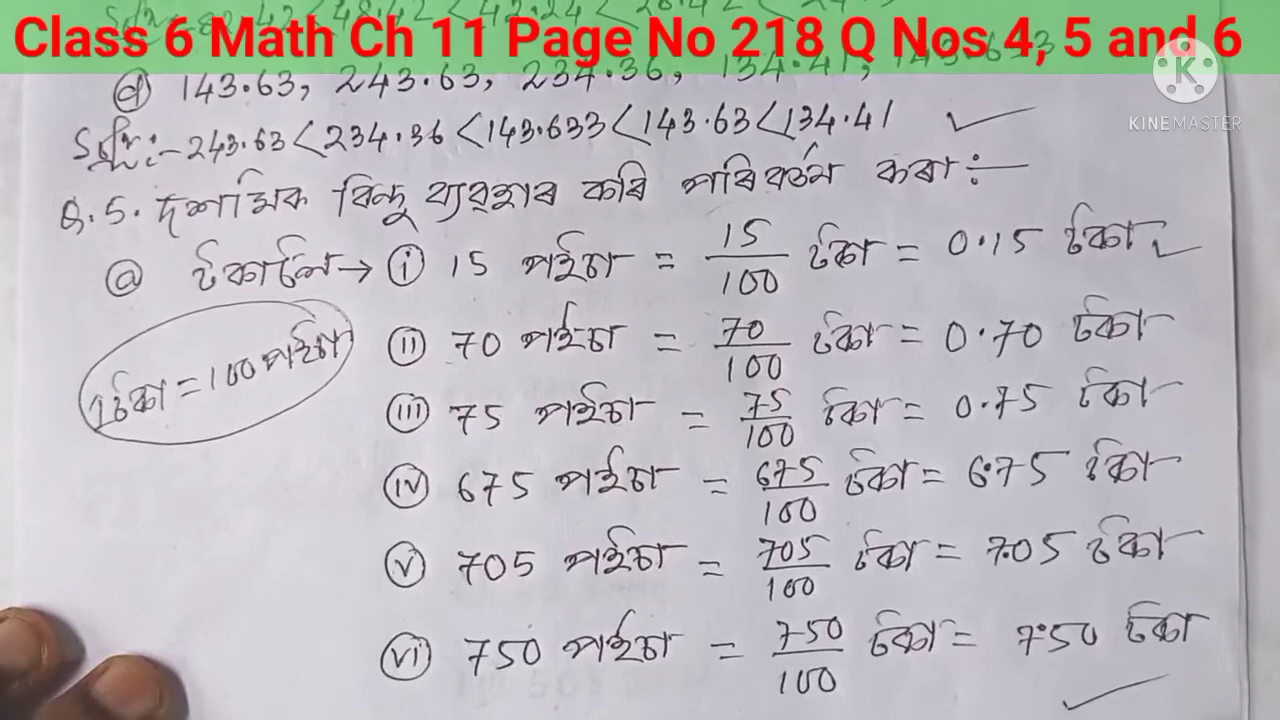 Class 6 Math Ch 11 Page No 218 Q Nos 4, 5 and 6
KINEMASTER
ⓓ 143.63, 243.63, 234.36, 134.41, 143.633
Soln:- 243.63<234.36<143.633<143.63<134.41
Q.5. দশমিক বিন্দু ব্যৱহাৰ কৰি পৰিবৰ্তন কৰা:—
ⓐ টকালৈ→ (i) 15 পইচা = 15/100 টকা = 0.15 টকা
1 টকা = 100 পইচা
(ii) 70 পইচা = 70/100 টকা = 0.70 টকা
(iii) 75 পইচা = 75/100 টকা = 0.75 টকা
(iv) 675 পইচা = 675/100 টকা = 6.75 টকা
(v) 705 পইচা = 705/100 টকা = 7.05 টকা
(vi) 750 পইচা = 750/100 টকা = 7.50 টকা